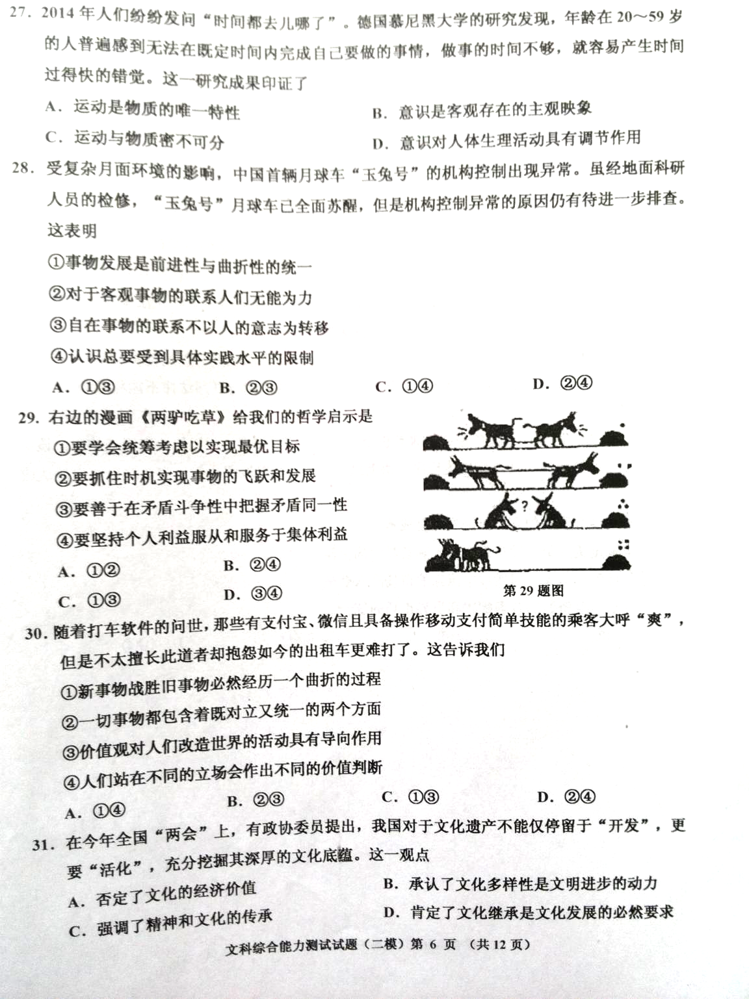 27．2014年人们纷纷发问“时间都去儿哪了”。德国慕尼黑大学的研究发现，年龄在20～59岁
的人普遍感到无法在既定时间内完成自己要做的事情，做事的时间不够，就容易产生时间
过得快的错觉。这一研究成果印证了
A．运动是物质的唯一特性 B．意识是客观存在的主观映象
C．运动与物质密不可分 D．意识对人体生理活动具有调节作用
28．受复杂月面环境的影响，中国首辆月球车“玉兔号”的机构控制出现异常。虽经地面科研
人员的检修，“玉兔号”月球车已全面苏醒，但是机构控制异常的原因仍有待进一步排查。
这表明
①事物发展是前进性与曲折性的统一
②对于客观事物的联系人们无能为力
③自在事物的联系不以人的意志为转移
④认识总要受到具体实践水平的限制
A．①③ B．②③ C．①④ D．②④
29．右边的漫画《两驴吃草》给我们的哲学启示是
①要学会统筹考虑以实现最优目标
②要抓住时机实现事物的飞跃和发展
③要善于在矛盾斗争性中把握矛盾同一性
④要坚持个人利益服从和服务于集体利益
A．①② B．②④
C．①③ D．③④
?
第29题图
30．随着打车软件的问世，那些有支付宝、微信且具备操作移动支付简单技能的乘客大呼“爽”，
但是不太擅长此道者却抱怨如今的出租车更难打了。这告诉我们
①新事物战胜旧事物必然经历一个曲折的过程
②一切事物都包含着既对立又统一的两个方面
③价值观对人们改造世界的活动具有导向作用
④人们站在不同的立场会作出不同的价值判断
A．①④ B．②③ C．①③ D．②④
31．在今年全国“两会”上，有政协委员提出，我国对于文化遗产不能仅停留于“开发”，更
要“活化”，充分挖掘其深厚的文化底蕴。这一观点
A．否定了文化的经济价值 B．承认了文化多样性是文明进步的动力
C．强调了精神和文化的传承 D．肯定了文化继承是文化发展的必然要求
文科综合能力测试试题（二模）第 6 页 （共 12 页）